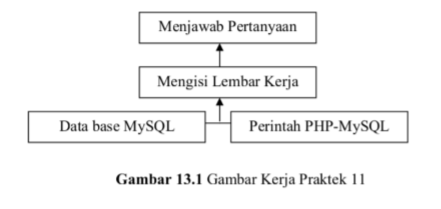 Menjawab Pertanyaan
Mengisi Lembar Kerja
Data base MySQL
Perintah PHP-MySQL
Gambar 13.1 Gambar Kerja Praktek 11